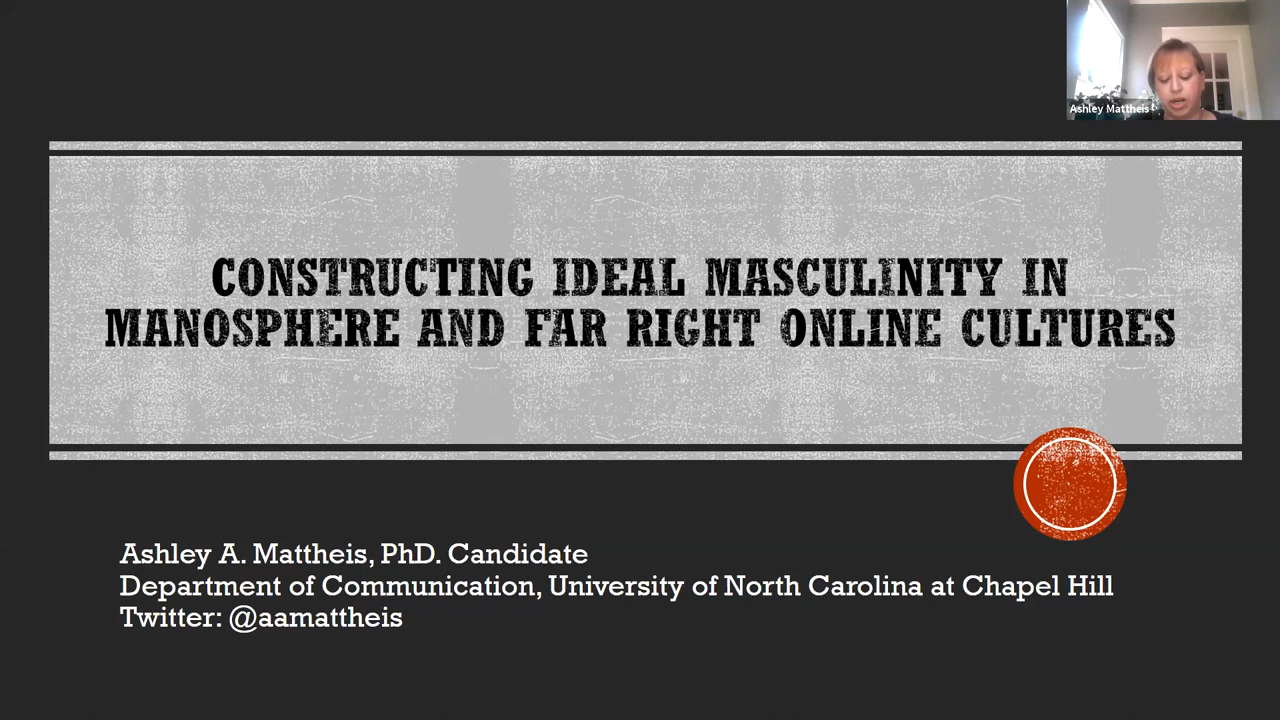 Ashley Mattheis
CONSTRUCTING IDEAL MASCULINITY IN
MANOSPHERE AND FAR RIGHT ONLINE CULTURES
Ashley A. Mattheis, PhD. Candidate
Department of Communication, University of North Carolina at Chapel Hill
Twitter: @aamattheis